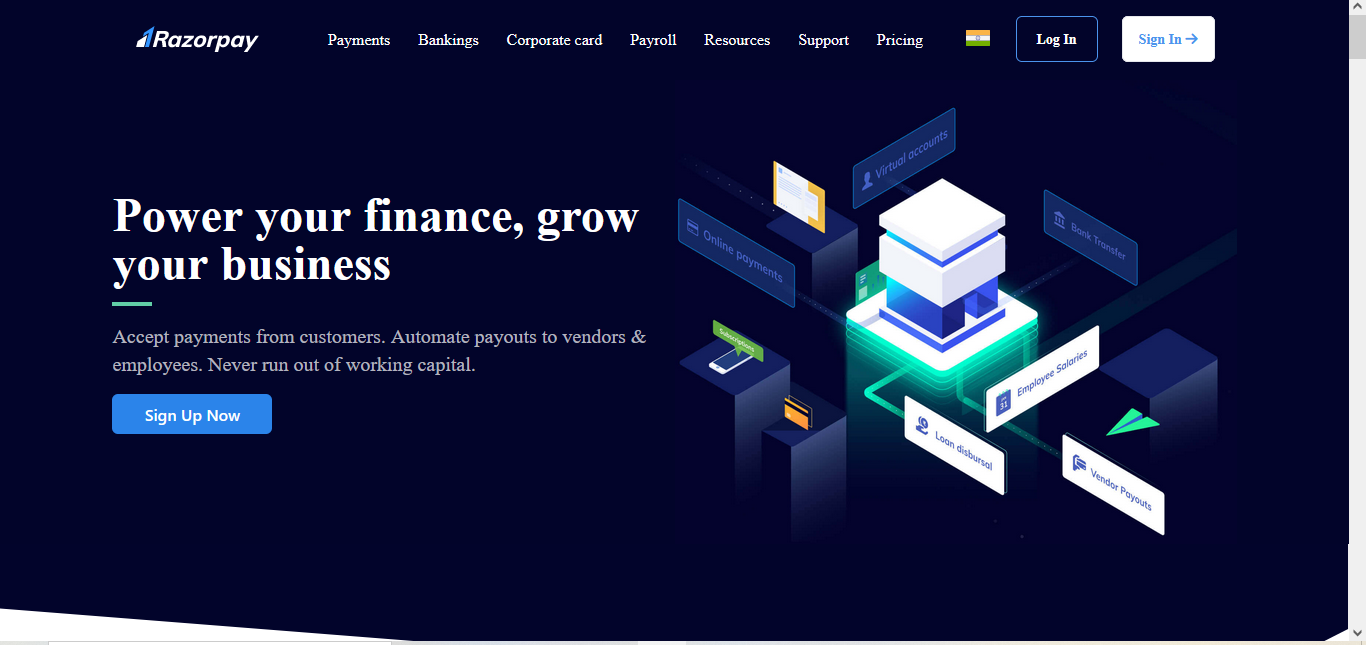 Razorpay
Payments
Bankings
Corporate card
Payroll
Resources
Support
Pricing
Log In
Sign In →
Power your finance, grow
your business
Accept payments from customers. Automate payouts to vendors &
employees. Never run out of working capital.
Sign Up Now
Virtual accounts
Online payments
Bank Transfer
Subscriptions
Employee Salaries
31
Loan disbursal
Vendor Payouts